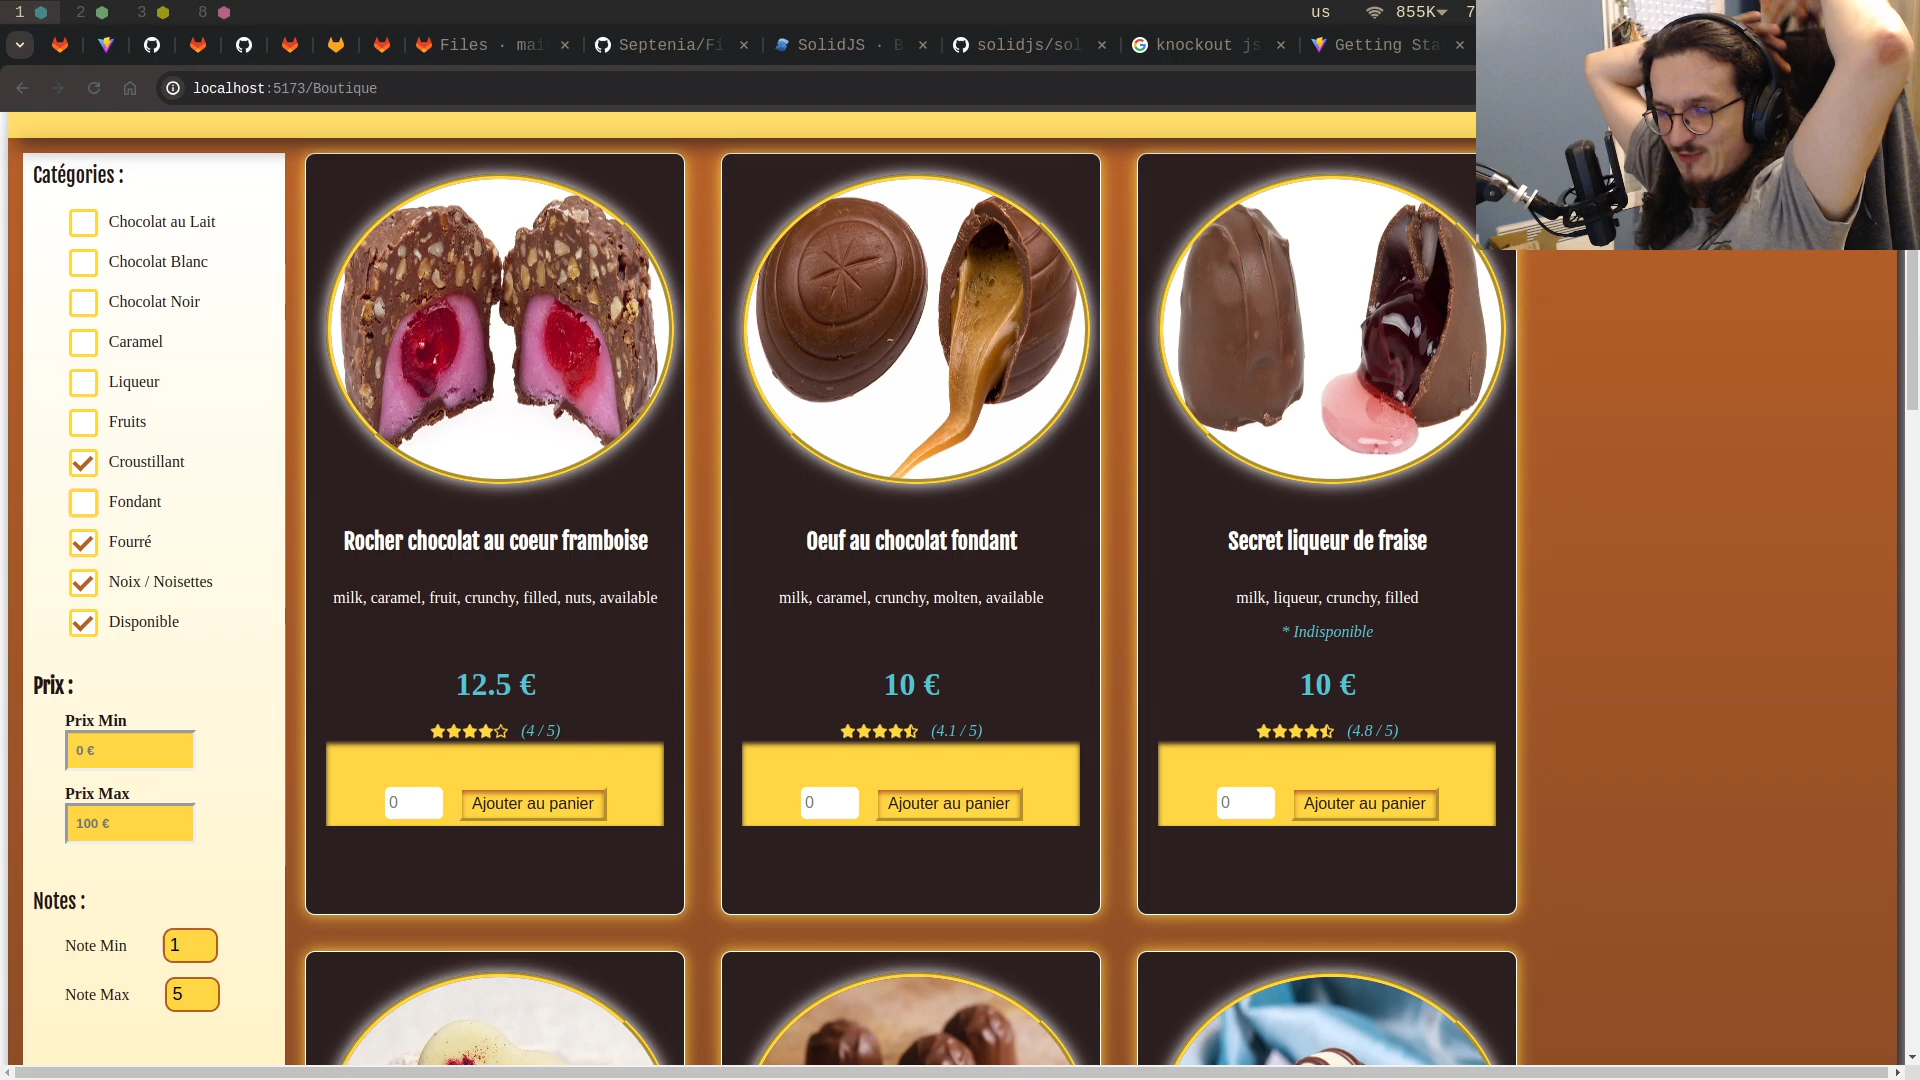 1 2 3 8 us 855K 7
Files · mai Septenia/Fi SolidJS · B solidjs/sol knockout js Getting Sta
localhost:5173/Boutique
Catégories :
Chocolat au Lait
Chocolat Blanc
Chocolat Noir
Caramel
Liqueur
Fruits
Croustillant
Fondant
Fourré
Noix / Noisettes
Disponible
Prix :
Prix Min
0 €
Prix Max
100 €
Notes :
Note Min 1
Note Max 5
Rocher chocolat au coeur framboise
milk, caramel, fruit, crunchy, filled, nuts, available
12.5 €
(4 / 5)
0 Ajouter au panier
Oeuf au chocolat fondant
milk, caramel, crunchy, molten, available
10 €
(4.1 / 5)
0 Ajouter au panier
Secret liqueur de fraise
milk, liqueur, crunchy, filled
* Indisponible
10 €
(4.8 / 5)
0 Ajouter au panier